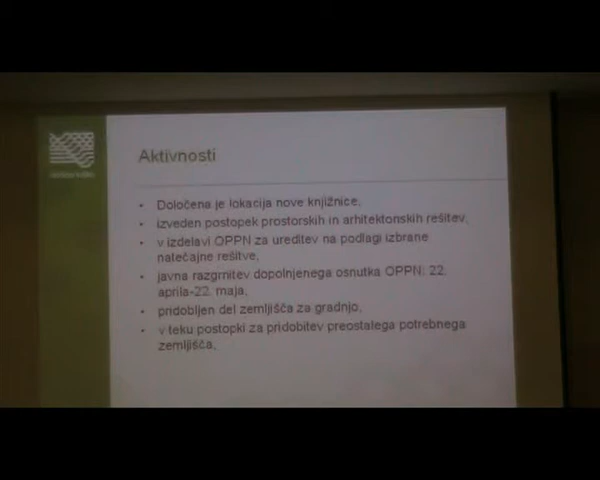 Aktivnosti
• Določena je lokacija nove knjižnice,
• izveden postopek prostorskih in arhitektonskih rešitev,
• v izdelavi OPPN za ureditev na podlagi izbrane
natečajne rešitve,
• javna razgrnitev dopolnjenega osnutka OPPN: 22.
aprila-22. maja,
• pridobljen del zemljišča za gradnjo,
• v teku postopki za pridobitev preostalega potrebnega
zemljišča,